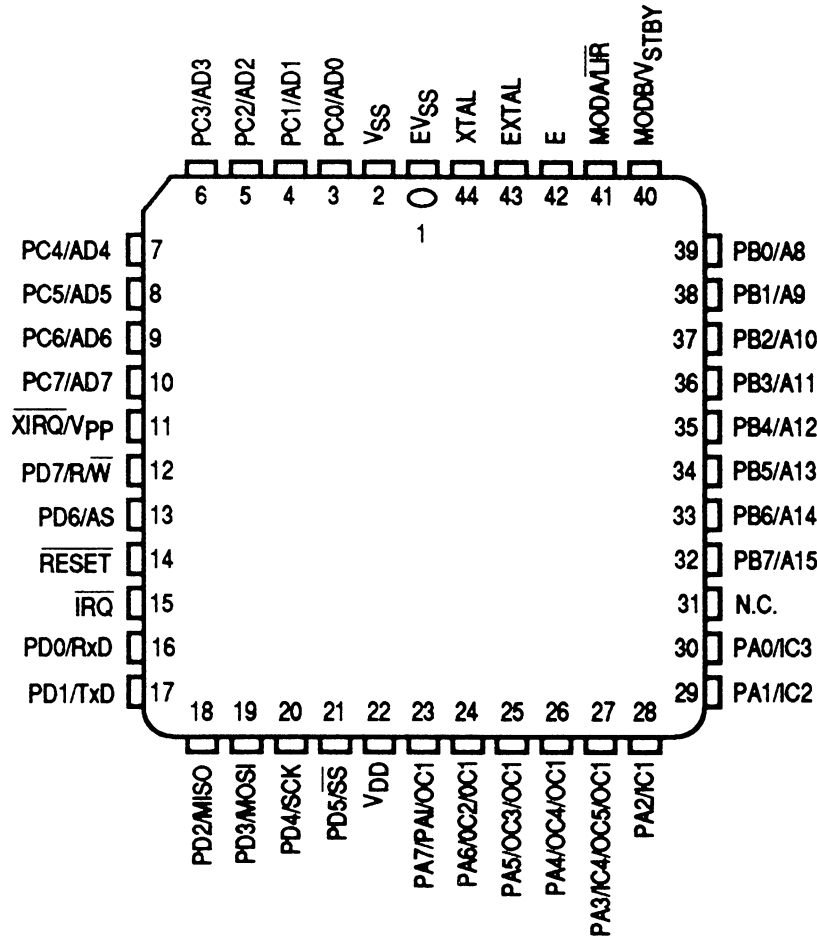 PC3/AD3
PC2/AD2
PC1/AD1
PC0/AD0
VSS
EVSS
XTAL
EXTAL
E
MODA/L̅I̅R̅
MODB/VSTBY
6 5 4 3 2 1 44 43 42 41 40
PC4/AD4 7
PC5/AD5 8
PC6/AD6 9
PC7/AD7 10
X̅I̅R̅Q̅/VPP 11
PD7/R/W̅ 12
PD6/AS 13
R̅E̅S̅E̅T̅ 14
I̅R̅Q̅ 15
PD0/RxD 16
PD1/TxD 17
39 PB0/A8
38 PB1/A9
37 PB2/A10
36 PB3/A11
35 PB4/A12
34 PB5/A13
33 PB6/A14
32 PB7/A15
31 N.C.
30 PA0/IC3
29 PA1/IC2
18 19 20 21 22 23 24 25 26 27 28
PD2/MISO
PD3/MOSI
PD4/SCK
PD5/S̅S̅
VDD
PA7/PAI/OC1
PA6/OC2/OC1
PA5/OC3/OC1
PA4/OC4/OC1
PA3/IC4/OC5/OC1
PA2/IC1